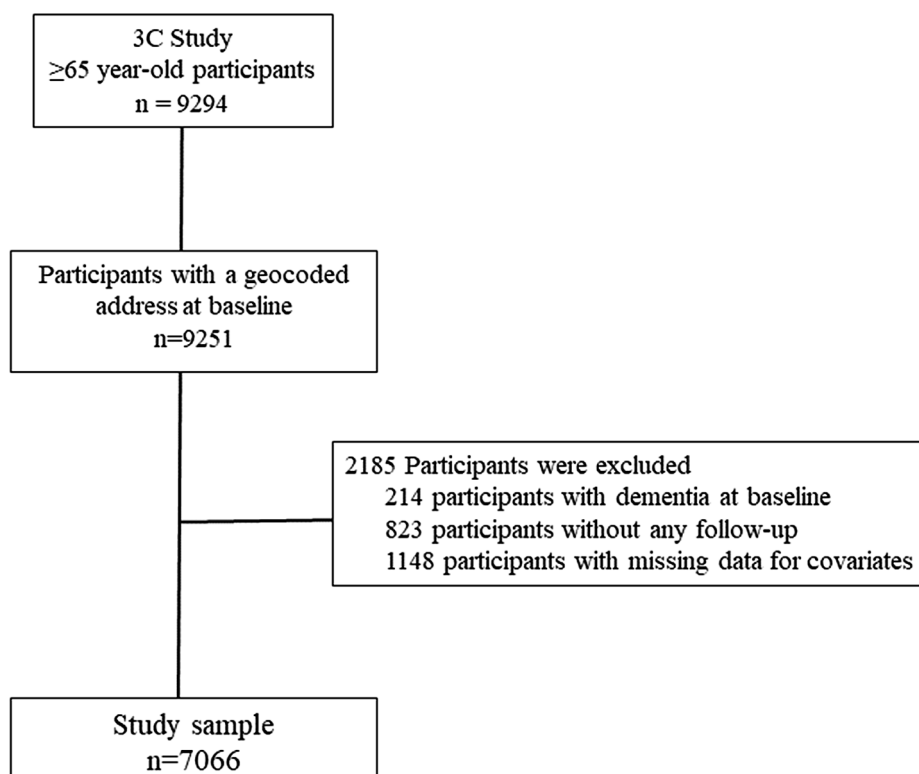 3C Study
≥65 year-old participants
n = 9294
Participants with a geocoded
address at baseline
n=9251
2185 Participants were excluded
214 participants with dementia at baseline
823 participants without any follow-up
1148 participants with missing data for covariates
Study sample
n=7066